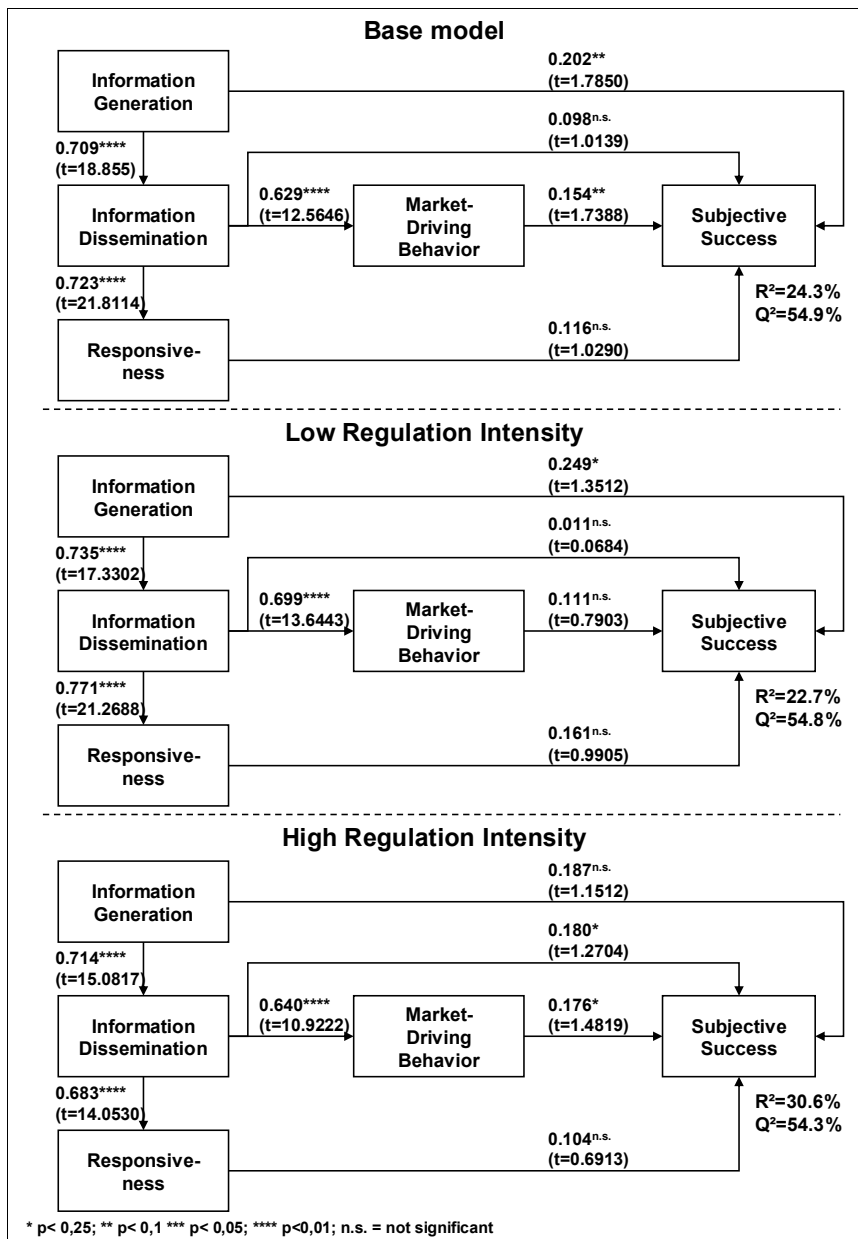 Base model
Information
Generation
0.202**
(t=1.7850)
0.098n.s.
(t=1.0139)
0.709****
(t=18.855)
Information
Dissemination
0.629****
(t=12.5646)
Market-
Driving
Behavior
0.154**
(t=1.7388)
Subjective
Success
0.723****
(t=21.8114)
R²=24.3%
Q²=54.9%
Responsive-
ness
0.116n.s.
(t=1.0290)
Low Regulation Intensity
Information
Generation
0.249*
(t=1.3512)
0.011n.s.
(t=0.0684)
0.735****
(t=17.3302)
Information
Dissemination
0.699****
(t=13.6443)
Market-
Driving
Behavior
0.111n.s.
(t=0.7903)
Subjective
Success
0.771****
(t=21.2688)
R²=22.7%
Q²=54.8%
Responsive-
ness
0.161n.s.
(t=0.9905)
High Regulation Intensity
Information
Generation
0.187n.s.
(t=1.1512)
0.180*
(t=1.2704)
0.714****
(t=15.0817)
Information
Dissemination
0.640****
(t=10.9222)
Market-
Driving
Behavior
0.176*
(t=1.4819)
Subjective
Success
0.683****
(t=14.0530)
R²=30.6%
Q²=54.3%
Responsive-
ness
0.104n.s.
(t=0.6913)
* p< 0,25; ** p< 0,1 *** p< 0,05; **** p<0,01; n.s. = not significant